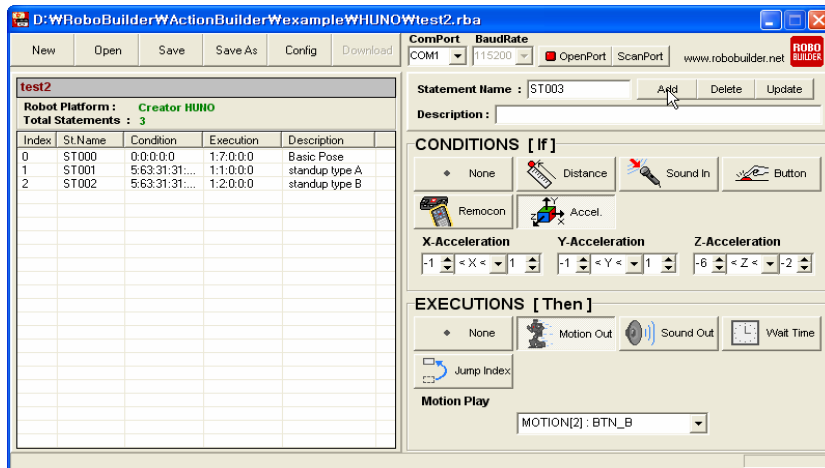 D:₩RoboBuilder₩ActionBuilder₩example₩HUNO₩test2.rba
New Open Save Save As Config Download
ComPort BaudRate
COM1 115200 OpenPort ScanPort www.robobuilder.net ROBO BUILDER
test2
Robot Platform : Creator HUNO
Total Statements : 3
Index St.Name Condition Execution Description
0 ST000 0:0:0:0:0 1:7:0:0:0 Basic Pose
1 ST001 5:63:31:31:... 1:1:0:0:0 standup type A
2 ST002 5:63:31:31:... 1:2:0:0:0 standup type B
Statement Name : ST003 Add Delete Update
Description :
CONDITIONS [ If ]
None Distance Sound In Button
Remocon Z Y X Accel.
X-Acceleration Y-Acceleration Z-Acceleration
-1 < X < 1 -1 < Y < 1 -6 < Z < -2
EXECUTIONS [ Then ]
None Motion Out Sound Out Wait Time
Jump Index
Motion Play
MOTION[2] : BTN_B